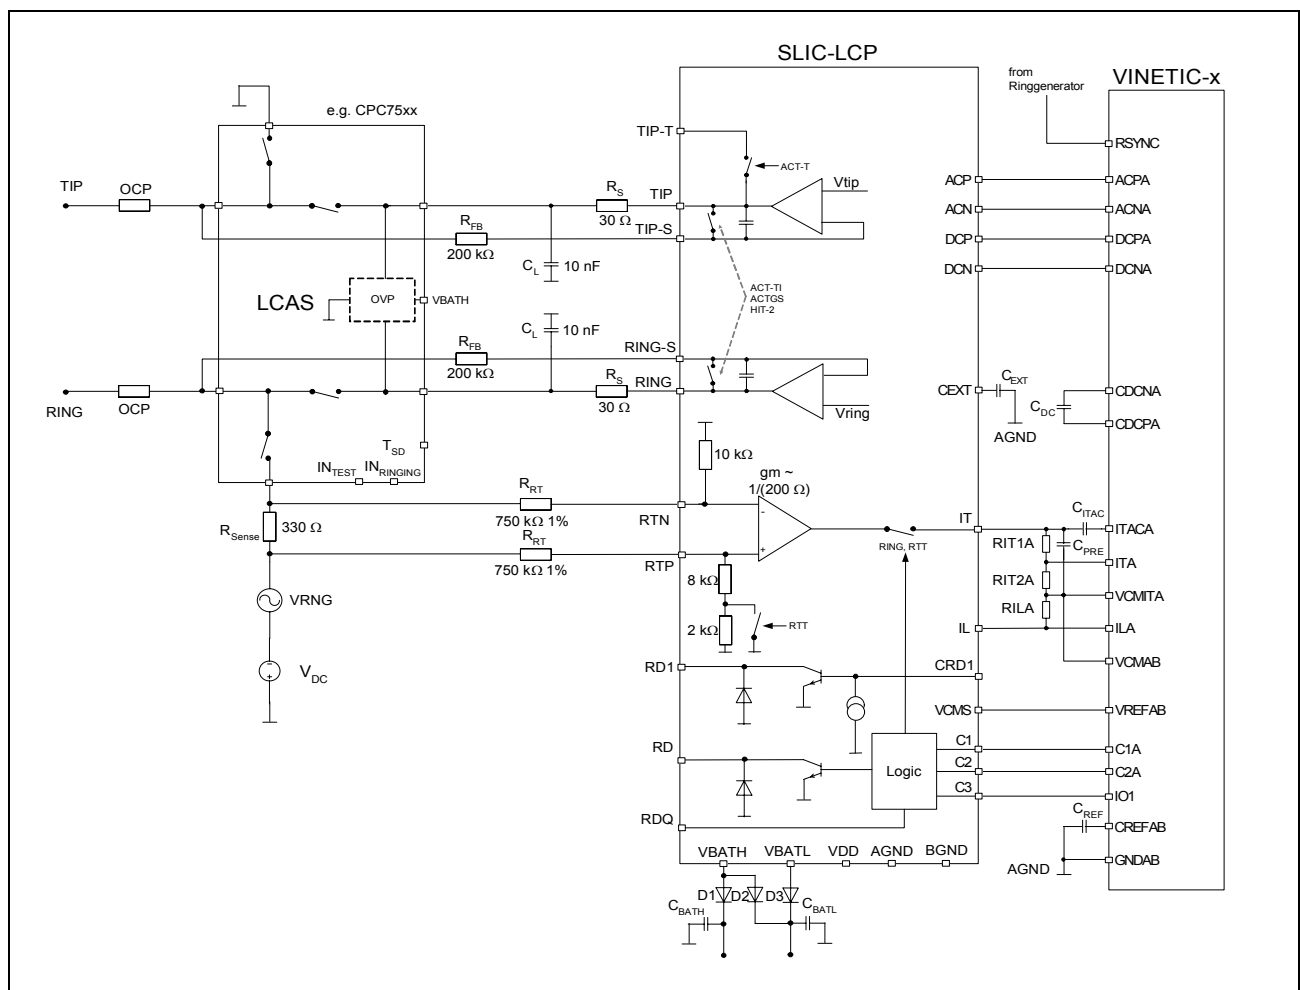 SLIC-LCP
VINETIC-x
from
Ringgenerator
e.g. CPC75xx
TIP-T
RSYNC
ACT-T
TIP
OCP
R_S
TIP
Vtip
ACP
ACPA
30 Ω
ACN
ACNA
R_FB
TIP-S
200 kΩ
DCP
DCPA
C_L
10 nF
DCN
DCNA
LCAS
OVP
VBATH
ACT-TI
ACTGS
HIT-2
C_L
10 nF
R_FB
RING-S
200 kΩ
R_S
RING
C_EXT
CEXT
CDCNA
C_DC
RING
OCP
30 Ω
Vring
AGND
CDCPA
T_SD
IN_TEST
IN_RINGING
10 kΩ
gm ~
1/(200 Ω)
R_RT
750 kΩ 1%
RTN
-
R_Sense
330 Ω
IT
C_ITAC
ITACA
RING, RTT
RIT1A
C_PRE
R_RT
750 kΩ 1%
RTP
+
ITA
8 kΩ
RIT2A
VRNG
VCMITA
RILA
2 kΩ
RTT
IL
ILA
V_DC
-
+
RD1
CRD1
VCMAB
VCMS
VREFAB
RD
C1
C1A
Logic
C2
C2A
C3
IO1
RDQ
C_REF
CREFAB
VBATH
VBATL
VDD
AGND
BGND
AGND
GNDAB
D1
D2
D3
C_BATH
C_BATL